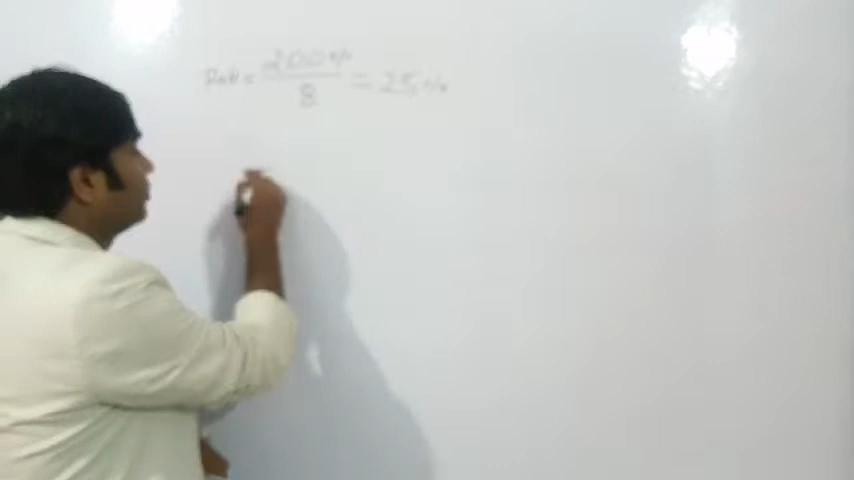 Rate = 200% / 8 = 25%